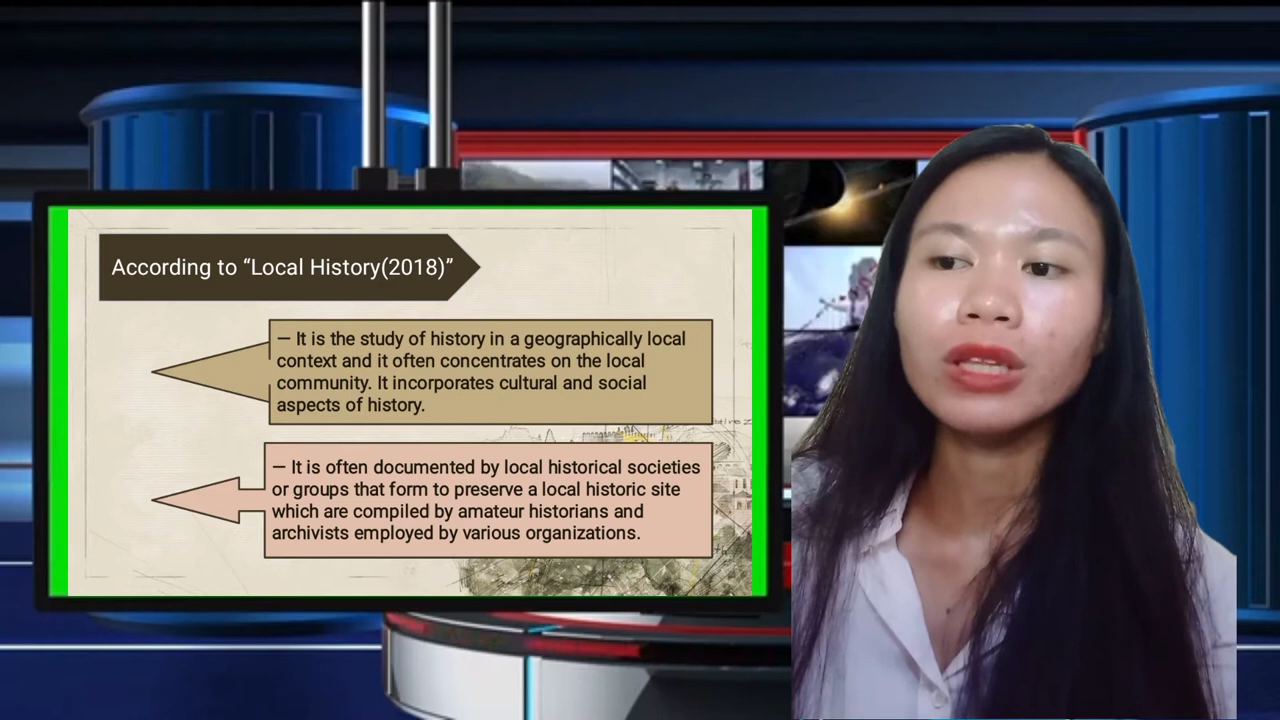 According to “Local History(2018)”
— It is the study of history in a geographically local
context and it often concentrates on the local
community. It incorporates cultural and social
aspects of history.
— It is often documented by local historical societies
or groups that form to preserve a local historic site
which are compiled by amateur historians and
archivists employed by various organizations.